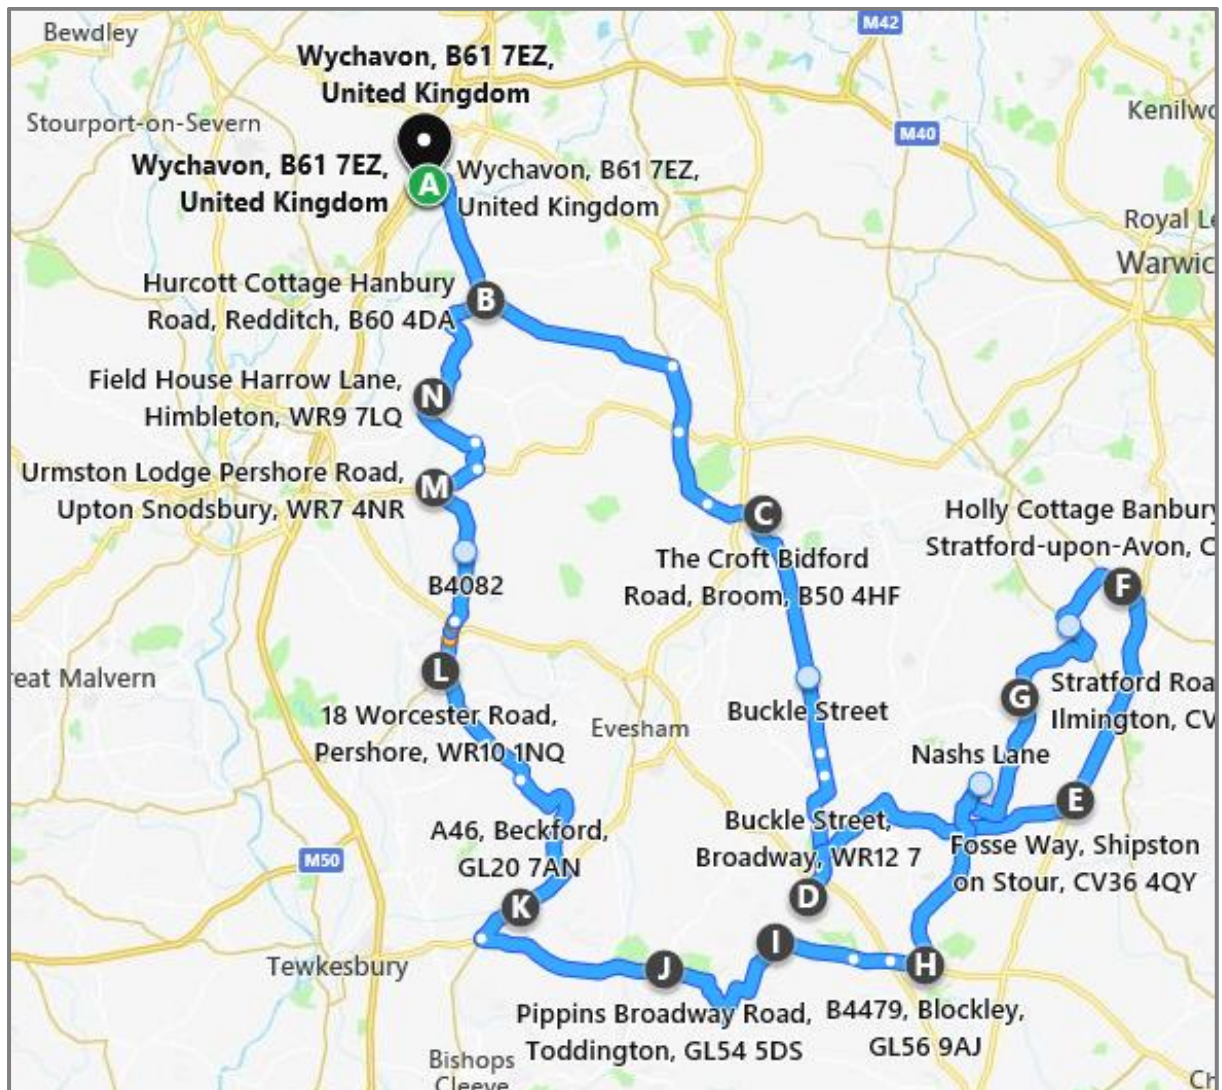 M42
Bewdley
Wychavon, B61 7EZ,
United Kingdom
Kenilwo
Stourport-on-Severn
M40
Wychavon, B61 7EZ,
United Kingdom
A
Wychavon, B61 7EZ,
United Kingdom
Royal Le
Warwic
Hurcott Cottage Hanbury
Road, Redditch, B60 4DA
B
Field House Harrow Lane,
Himbleton, WR9 7LQ
N
Urmston Lodge Pershore Road,
Upton Snodsbury, WR7 4NR
M
C
Holly Cottage Banbury
Stratford-upon-Avon, C
The Croft Bidford
Road, Broom, B50 4HF
B4082
F
L
reat Malvern
G
Stratford Roa
Ilmington, CV
18 Worcester Road,
Pershore, WR10 1NQ
Evesham
Buckle Street
Nashs Lane
E
A46, Beckford,
GL20 7AN
Buckle Street,
Broadway, WR12 7
Fosse Way, Shipston
on Stour, CV36 4QY
M50
D
K
Tewkesbury
J
I
H
Pippins Broadway Road,
Toddington, GL54 5DS
B4479, Blockley,
GL56 9AJ
Bishops
Cleeve
Ch